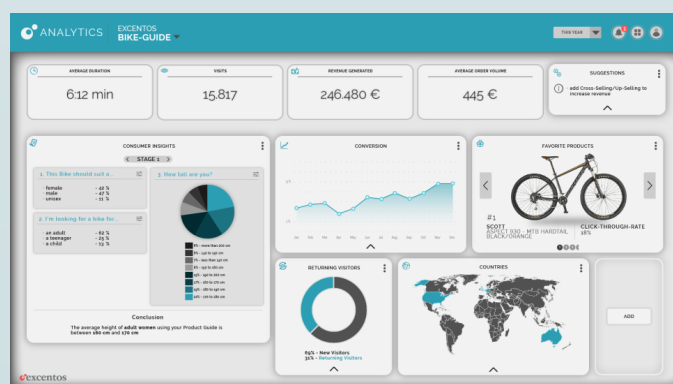 ANALYTICS
EXCENTOS
BIKE-GUIDE
THIS YEAR
AVERAGE DURATION
6:12 min
VISITS
15.817
REVENUE GENERATED
246.480 €
AVERAGE ORDER VOLUME
445 €
SUGGESTIONS
add Cross-Selling/Up-Selling to
increase revenue
CONSUMER INSIGHTS
STAGE 1
1. This Bike should suit a...
female - 42 %
male - 47 %
unisex - 11 %
2. I'm looking for a bike for...
an adult - 62 %
a teenager - 25 %
a child - 13 %
3. How tall are you?
Conclusion
The average height of adult women using your Product Guide is
between 160 cm and 170 cm
CONVERSION
FAVORITE PRODUCTS
#1
SCOTT
ASPECT 930 - MTB HARDTAIL
BLACK/ORANGE
CLICK-THROUGH-RATE
18%
RETURNING VISITORS
69% - New Visitors
31% - Returning Visitors
COUNTRIES
ADD
excentos